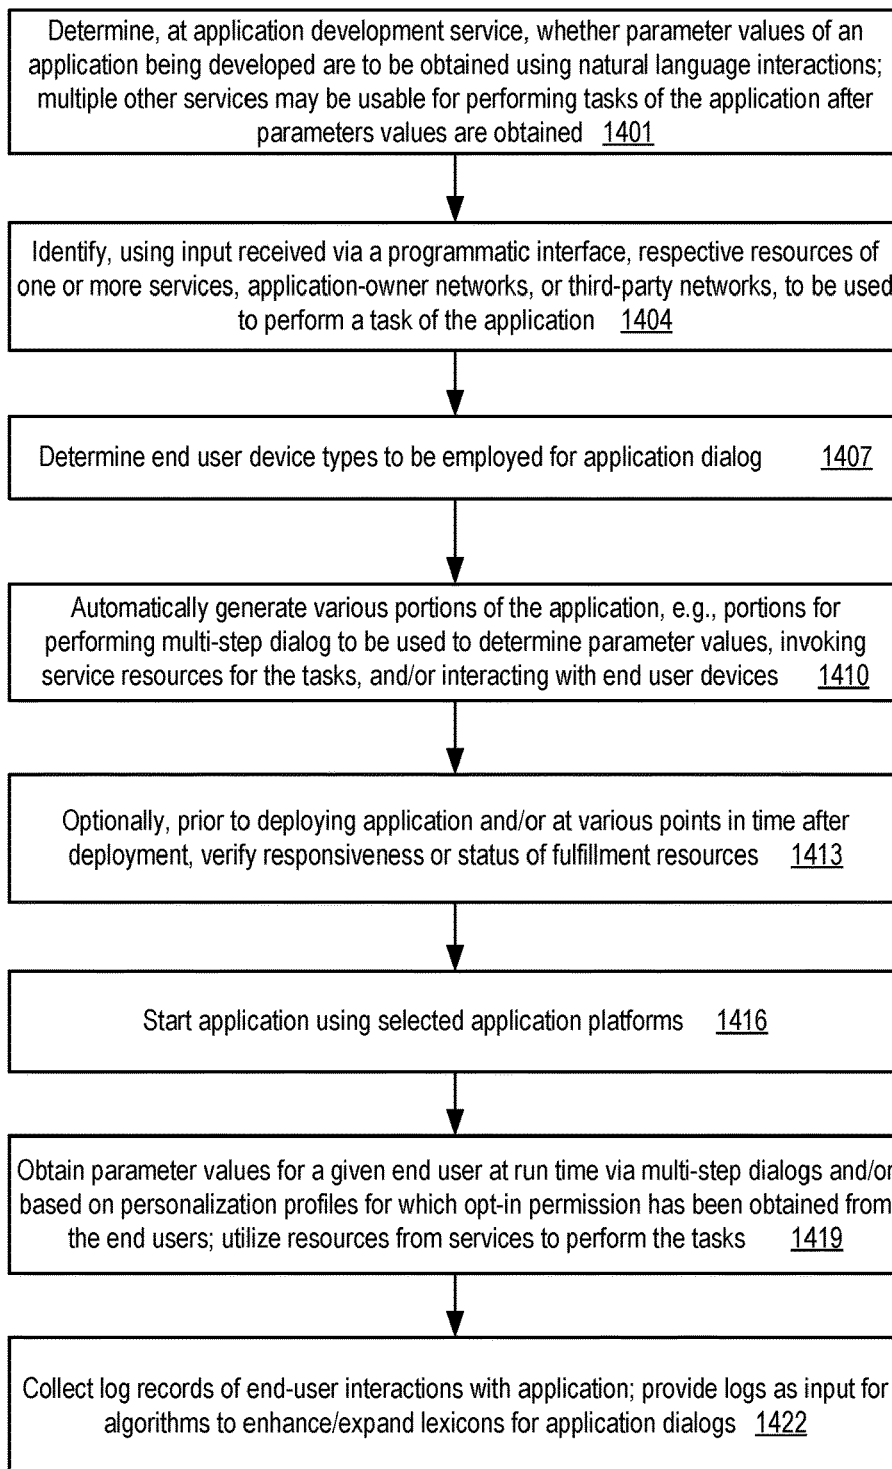 Determine, at application development service, whether parameter values of an
application being developed are to be obtained using natural language interactions;
multiple other services may be usable for performing tasks of the application after
parameters values are obtained 1401
Identify, using input received via a programmatic interface, respective resources of
one or more services, application-owner networks, or third-party networks, to be used
to perform a task of the application 1404
Determine end user device types to be employed for application dialog 1407
Automatically generate various portions of the application, e.g., portions for
performing multi-step dialog to be used to determine parameter values, invoking
service resources for the tasks, and/or interacting with end user devices 1410
Optionally, prior to deploying application and/or at various points in time after
deployment, verify responsiveness or status of fulfillment resources 1413
Start application using selected application platforms 1416
Obtain parameter values for a given end user at run time via multi-step dialogs and/or
based on personalization profiles for which opt-in permission has been obtained from
the end users; utilize resources from services to perform the tasks 1419
Collect log records of end-user interactions with application; provide logs as input for
algorithms to enhance/expand lexicons for application dialogs 1422